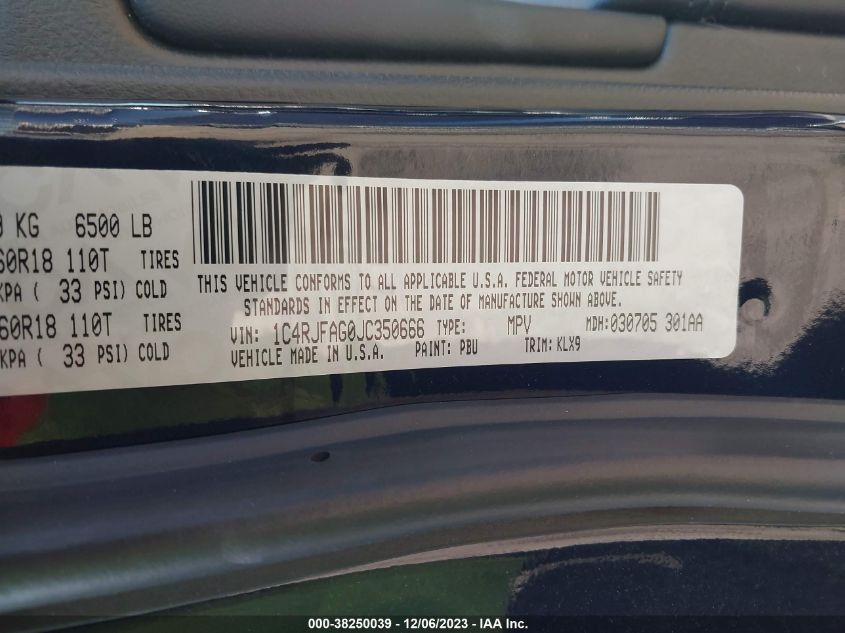 KG 6500 LB
60R18 110T TIRES
KPA ( 33 PSI) COLD
60R18 110T TIRES
KPA ( 33 PSI) COLD
THIS VEHICLE CONFORMS TO ALL APPLICABLE U.S.A. FEDERAL MOTOR VEHICLE SAFETY
STANDARDS IN EFFECT ON THE DATE OF MANUFACTURE SHOWN ABOVE.
VIN: 1C4RJFAG0JC350666 TYPE: MPV MDH:030705 301AA
VEHICLE MADE IN U.S.A. PAINT: PBU TRIM: KLX9
000-38250039 - 12/06/2023 - IAA Inc.